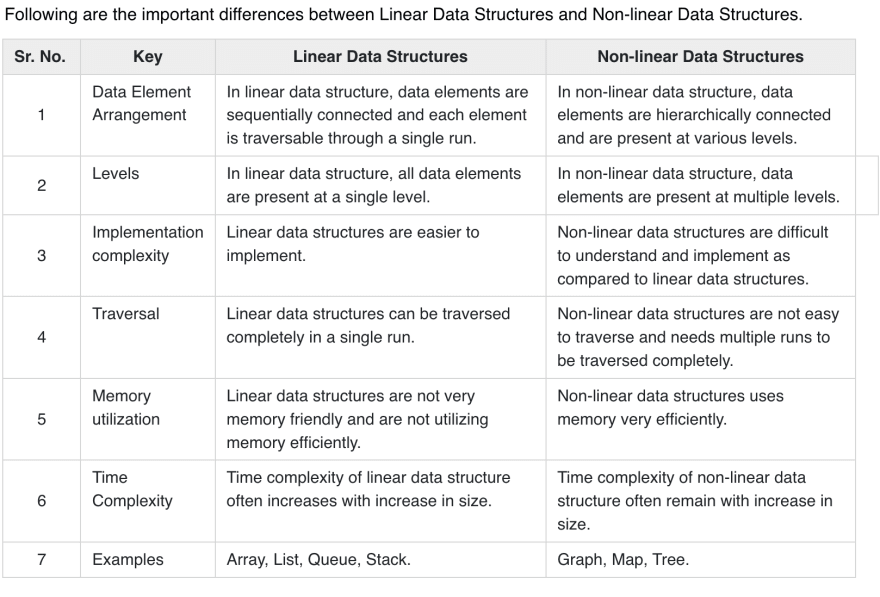 Following are the important differences between Linear Data Structures and Non-linear Data Structures.
Sr. No. Key Linear Data Structures Non-linear Data Structures
1
Data Element
Arrangement
In linear data structure, data elements are
sequentially connected and each element
is traversable through a single run.
In non-linear data structure, data
elements are hierarchically connected
and are present at various levels.
2
Levels
In linear data structure, all data elements
are present at a single level.
In non-linear data structure, data
elements are present at multiple levels.
3
Implementation
complexity
Linear data structures are easier to
implement.
Non-linear data structures are difficult
to understand and implement as
compared to linear data structures.
4
Traversal
Linear data structures can be traversed
completely in a single run.
Non-linear data structures are not easy
to traverse and needs multiple runs to
be traversed completely.
5
Memory
utilization
Linear data structures are not very
memory friendly and are not utilizing
memory efficiently.
Non-linear data structures uses
memory very efficiently.
6
Time
Complexity
Time complexity of linear data structure
often increases with increase in size.
Time complexity of non-linear data
structure often remain with increase in
size.
7
Examples
Array, List, Queue, Stack.
Graph, Map, Tree.